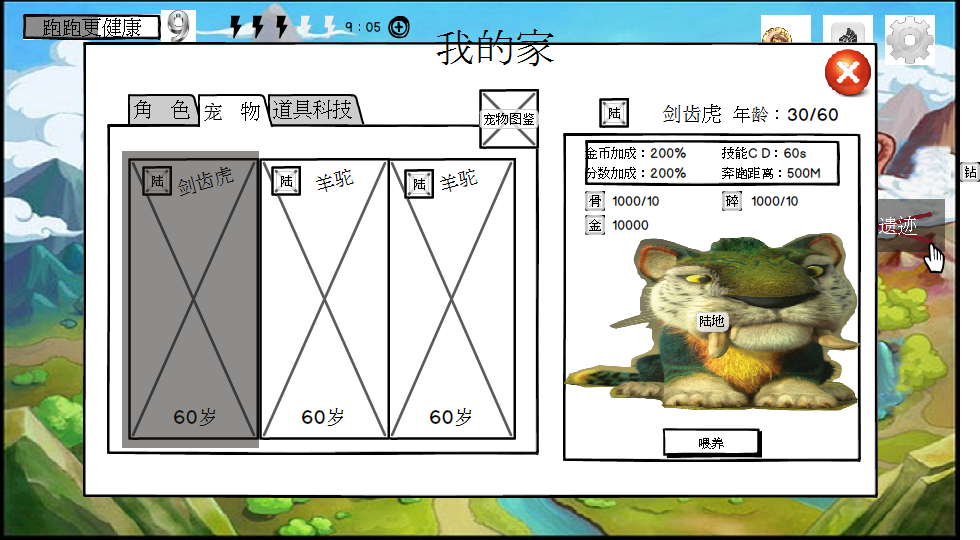 跑跑更健康
9
9:05
我的家
角 色
宠 物
道具科技
宠物图鉴
陆
剑齿虎
60岁
陆
羊驼
60岁
陆
羊驼
60岁
陆
剑齿虎 年龄:30/60
金币加成:200% 技能CD:60s
分数加成:200% 奔跑距离:500M
骨 1000/10 碎 1000/10
金 10000
陆地
喂养
钻
遗迹